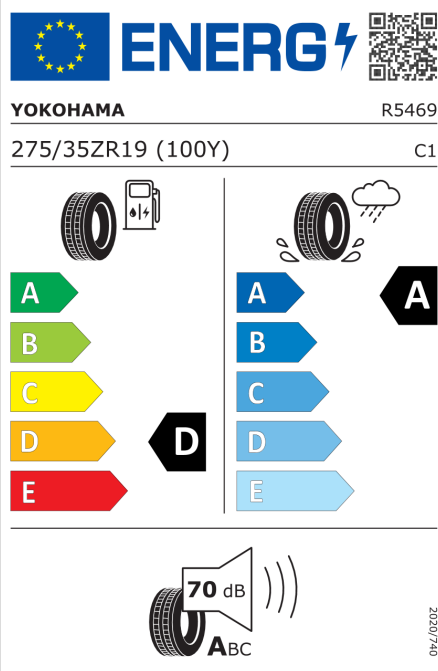 ENERG
YOKOHAMA R5469
275/35ZR19 (100Y) C1
A A A
B B
C C
D D D
E E
70 dB
ABC
2020/740